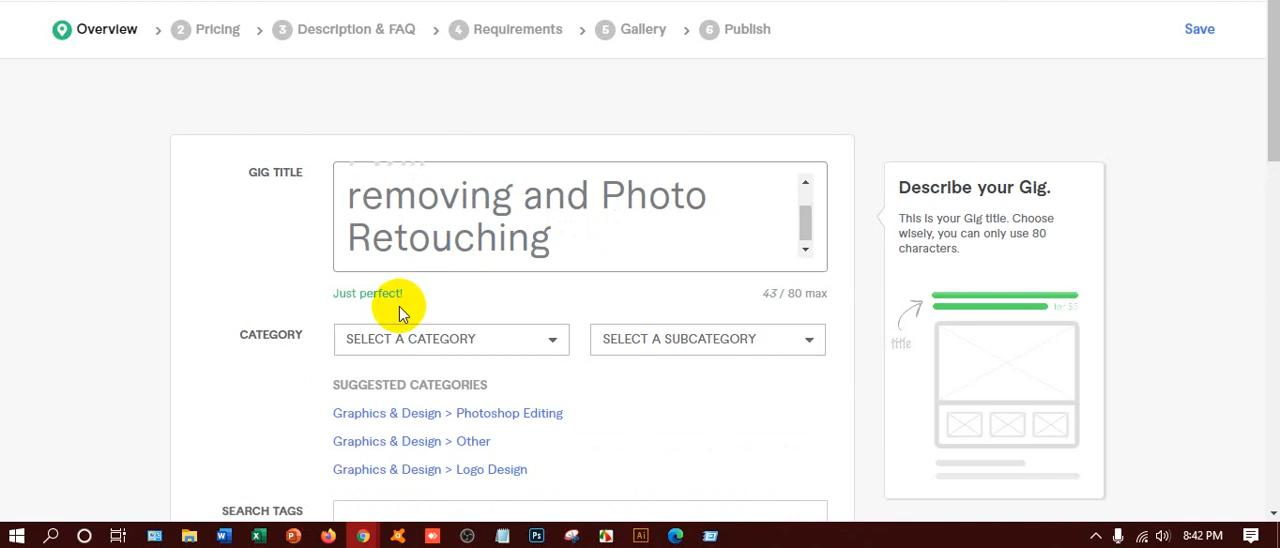 Overview > 2 Pricing > 3 Description & FAQ > 4 Requirements > 5 Gallery > 6 Publish
Save
GIG TITLE
removing and Photo
Retouching
Just perfect!
43 / 80 max
CATEGORY
SELECT A CATEGORY
SELECT A SUBCATEGORY
SUGGESTED CATEGORIES
Graphics & Design > Photoshop Editing
Graphics & Design > Other
Graphics & Design > Logo Design
SEARCH TAGS
Describe your Gig.
This is your Gig title. Choose
wisely, you can only use 80
characters.
for $5
title
8:42 PM